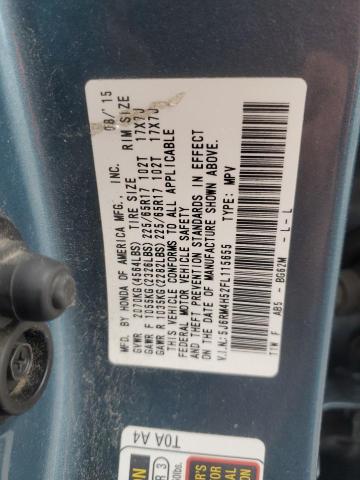 MFD. BY HONDA OF AMERICA MFG., INC. 08/'15
GVWR 2070KG(4564LBS) TIRE SIZE RIM SIZE
GAWR F 1055KG(2326LBS) 225/65R17 102T 17X7J
GAWR R 1035KG(2282LBS) 225/65R17 102T 17X7J
THIS VEHICLE CONFORMS TO ALL APPLICABLE
FEDERAL MOTOR VEHICLE SAFETY
AND THEFT PREVENTION STANDARDS IN EFFECT
ON THE DATE OF MANUFACTURE SHOWN ABOVE.
V.I.N.: 5J6RM4H52FL115655 TYPE: MPV
TTW F AB5 - BG62M - L - L
T0A A4